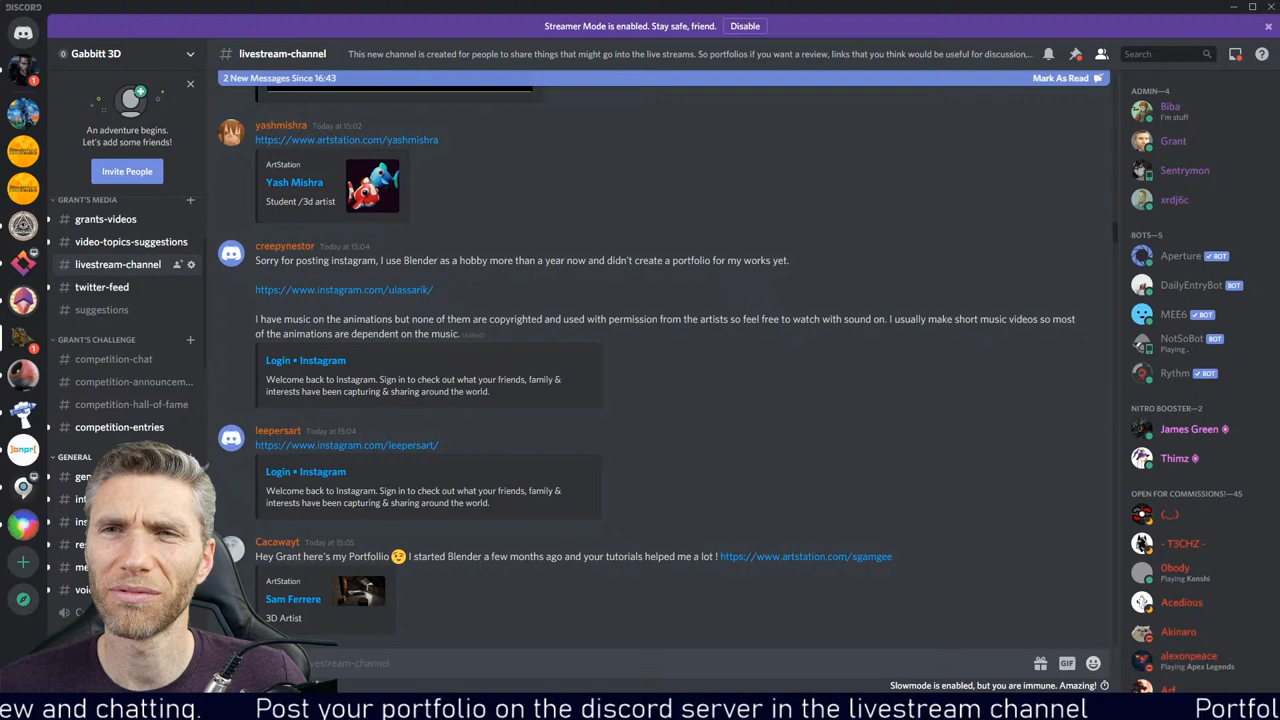 DISCORD
Streamer Mode is enabled. Stay safe, friend.
Disable
Gabbitt 3D
An adventure begins.
Let's add some friends!
Invite People
GRANT'S MEDIA
# grants-videos
# video-topics-suggestions
# livestream-channel
# twitter-feed
# suggestions
GRANT'S CHALLENGE
# competition-chat
# competition-announcem...
# competition-hall-of-fame
# competition-entries
GENERAL
# livestream-channel
This new channel is created for people to share things that might go into the live streams. So portfolios if you want a review, links that you think would be useful for discussion,...
Search
2 New Messages Since 16:43
Mark As Read
yashmishra Today at 15:02
https://www.artstation.com/yashmishra
ArtStation
Yash Mishra
Student /3d artist
creepynestor Today at 15:04
Sorry for posting instagram, I use Blender as a hobby more than a year now and didn't create a portfolio for my works yet.
https://www.instagram.com/ulassarik/
I have music on the animations but none of them are copyrighted and used with permission from the artists so feel free to watch with sound on. I usually make short music videos so most
of the animations are dependent on the music. (edited)
Login • Instagram
Welcome back to Instagram. Sign in to check out what your friends, family &
interests have been capturing & sharing around the world.
leepersart Today at 15:04
https://www.instagram.com/leepersart/
Login • Instagram
Welcome back to Instagram. Sign in to check out what your friends, family &
interests have been capturing & sharing around the world.
Cacawayt Today at 15:05
Hey Grant here's my Portfollio 😉 I started Blender a few months ago and your tutorials helped me a lot ! https://www.artstation.com/sgamgee
ArtStation
Sam Ferrere
3D Artist
vestream-channel
GIF
Slowmode is enabled, but you are immune. Amazing!
ADMIN—4
Biba
I'm stuff
Grant
Sentrymon
xrdj6c
BOTS—5
Aperture BOT
DailyEntryBot BOT
MEE6 BOT
NotSoBot BOT
Playing .
Rythm BOT
NITRO BOOSTER—2
James Green
Thimz
OPEN FOR COMMISSIONS!—45
(._.)
- T3CHZ -
0body
Playing Kenshi
Acedious
Akinaro
alexonpeace
Playing Apex Legends
ew and chatting. Post your portfolio on the discord server in the livestream channel Portfol